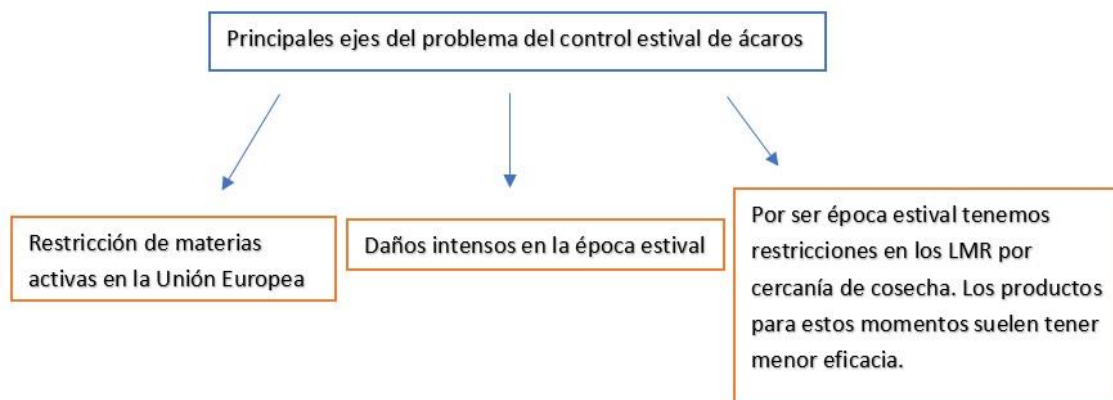 Principales ejes del problema del control estival de ácaros
Restricción de materias
activas en la Unión Europea
Daños intensos en la época estival
Por ser época estival tenemos
restricciones en los LMR por
cercanía de cosecha. Los productos
para estos momentos suelen tener
menor eficacia.